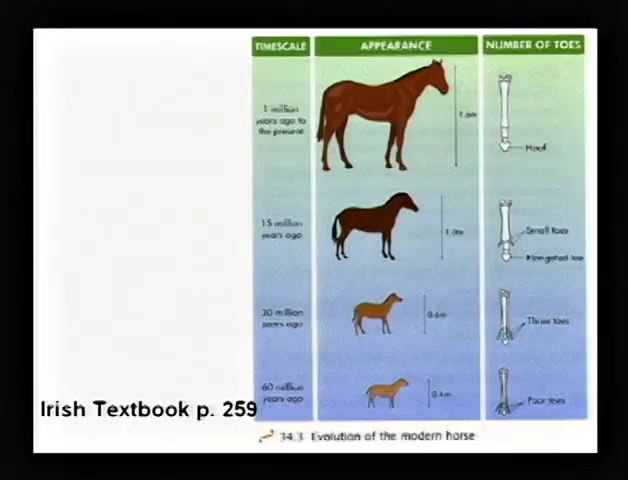 TIMESCALE
APPEARANCE
NUMBER OF TOES
1 million
years ago to
the present
1.6m
Hoof
15 million
years ago
1.0m
Small toes
Elongated toe
30 million
years ago
0.6m
Three toes
60 million
years ago
0.4m
Four toes
Irish Textbook p. 259
34.3 Evolution of the modern horse